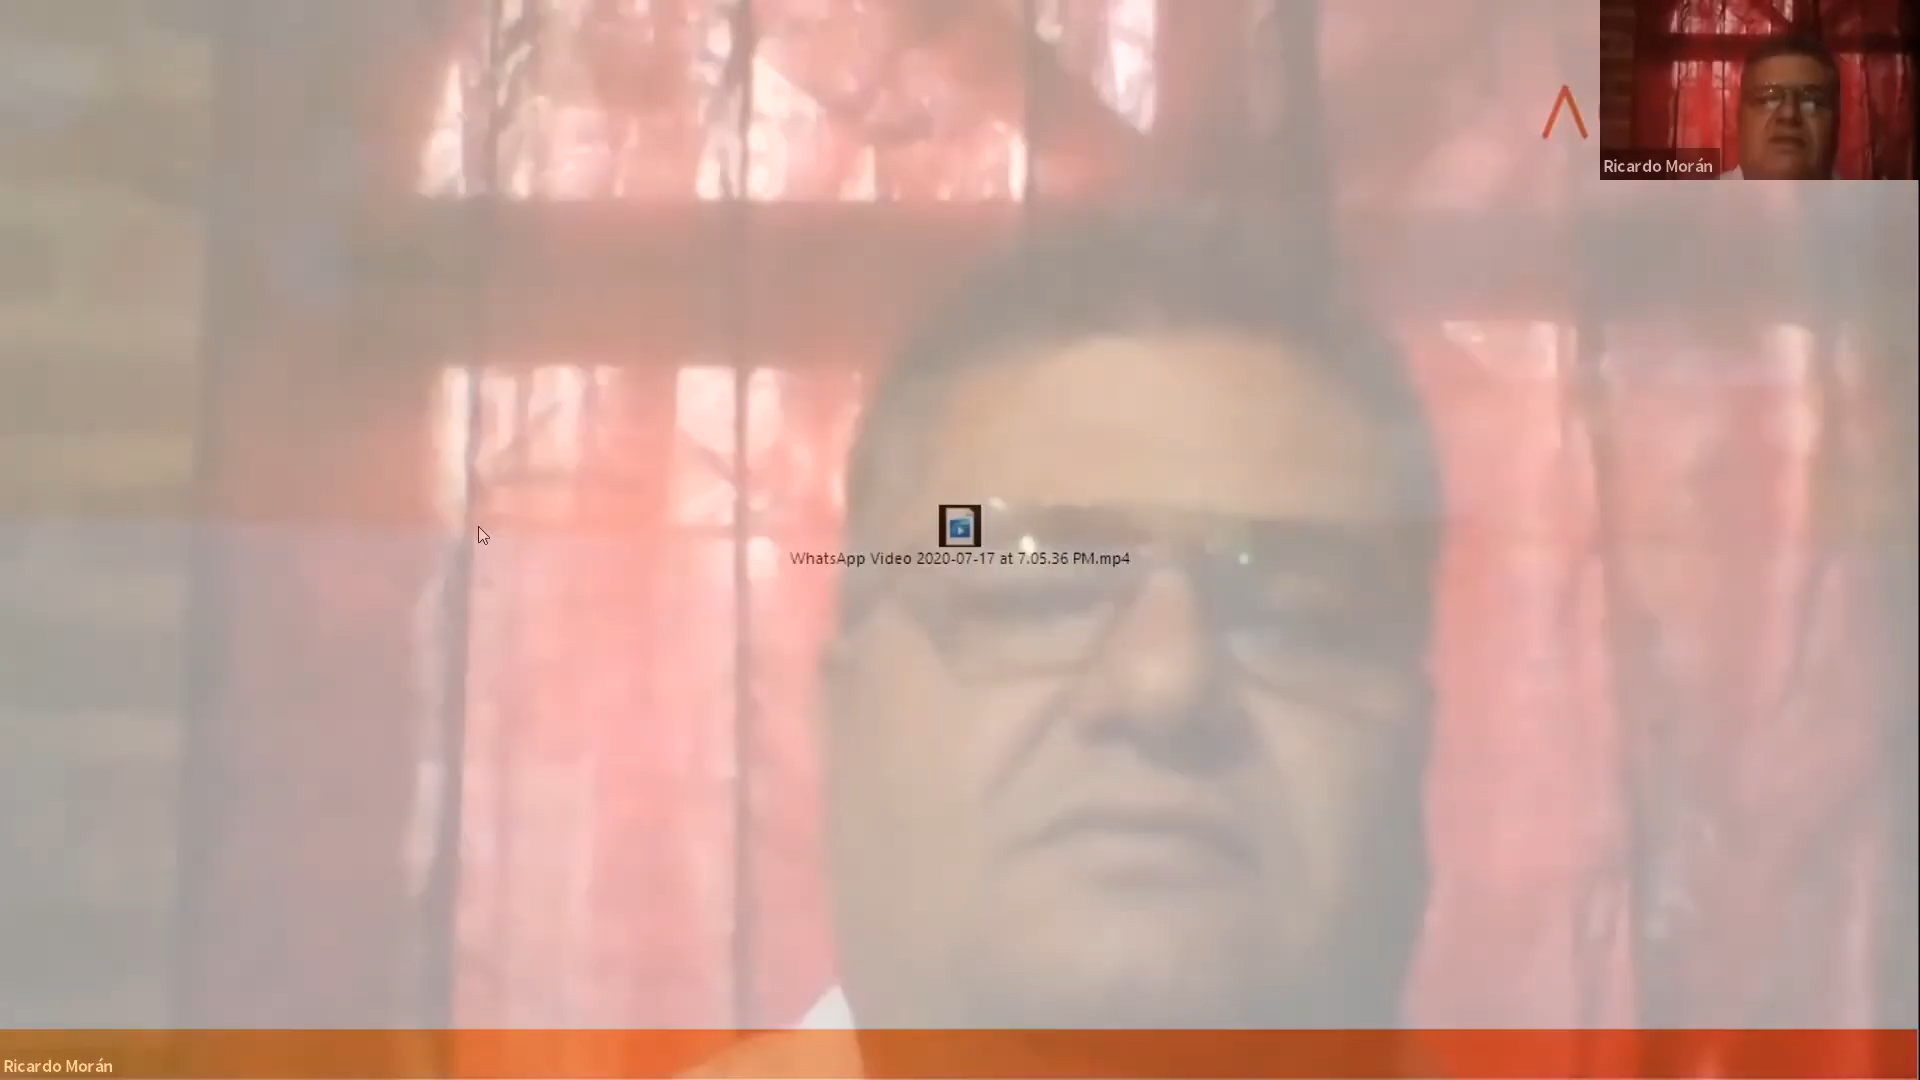 Ricardo Morán
WhatsApp Video 2020-07-17 at 7.05.36 PM.mp4
Ricardo Morán